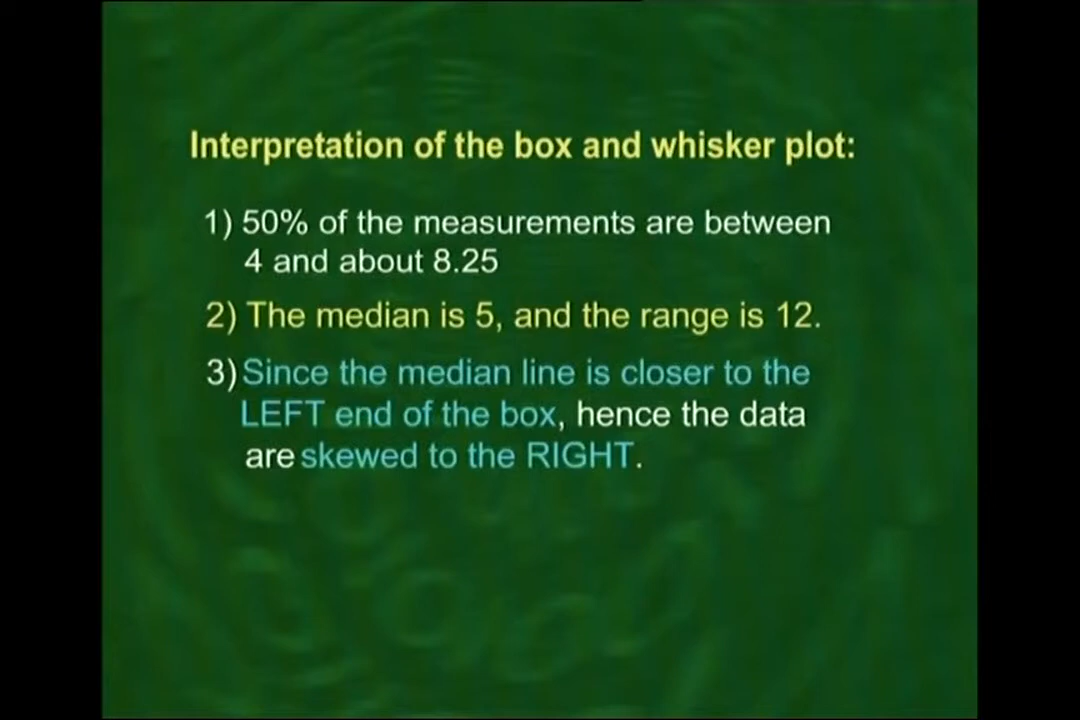 Interpretation of the box and whisker plot:
1) 50% of the measurements are between
4 and about 8.25
2) The median is 5, and the range is 12.
3) Since the median line is closer to the
LEFT end of the box, hence the data
are skewed to the RIGHT.